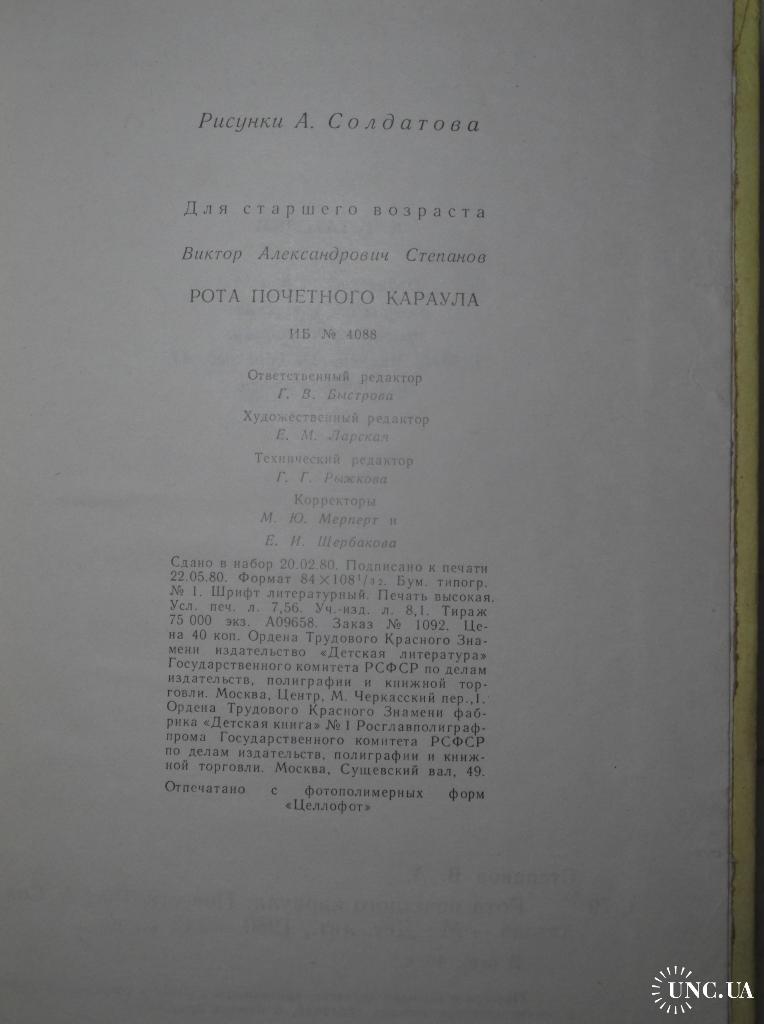 Рисунки А. Солдатова
Для старшего возраста
Виктор Александрович Степанов
РОТА ПОЧЕТНОГО КАРАУЛА
ИБ № 4088
Ответственный редактор
Г. В. Быстрова
Художественный редактор
Е. М. Ларская
Технический редактор
Г. Г. Рыжкова
Корректоры
М. Ю. Мерперт и
Е. И. Щербакова
Сдано в набор 20.02.80. Подписано к печати
22.05.80. Формат 84×108¹/₃₂. Бум. типогр.
№ 1. Шрифт литературный. Печать высокая.
Усл. печ. л. 7,56. Уч.-изд. л. 8,1. Тираж
75 000 экз. А09658. Заказ № 1092. Це-
на 40 коп. Ордена Трудового Красного Зна-
мени издательство «Детская литература»
Государственного комитета РСФСР по делам
издательств, полиграфии и книжной тор-
говли. Москва, Центр, М. Черкасский пер., 1.
Ордена Трудового Красного Знамени фаб-
рика «Детская книга» № 1 Росглавполиграф-
прома Государственного комитета РСФСР
по делам издательств, полиграфии и книж-
ной торговли. Москва, Сущевский вал, 49.
Отпечатано с фотополимерных форм
«Целлофот»
UNC.UA